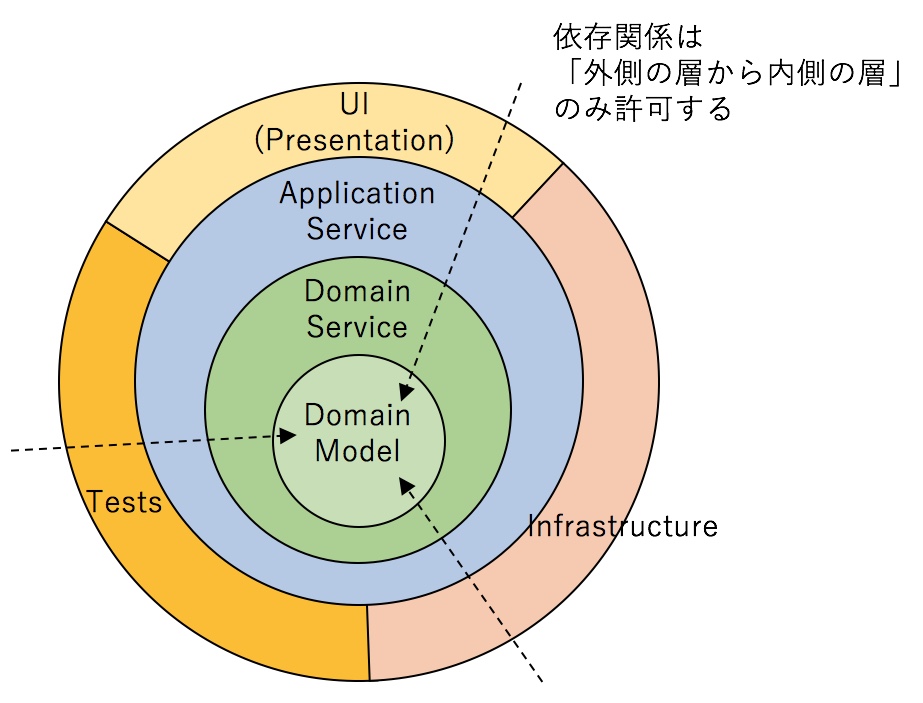 依存関係は
「外側の層から内側の層」
のみ許可する
UI
(Presentation)
Application
Service
Domain
Service
Domain
Model
Tests
Infrastructure